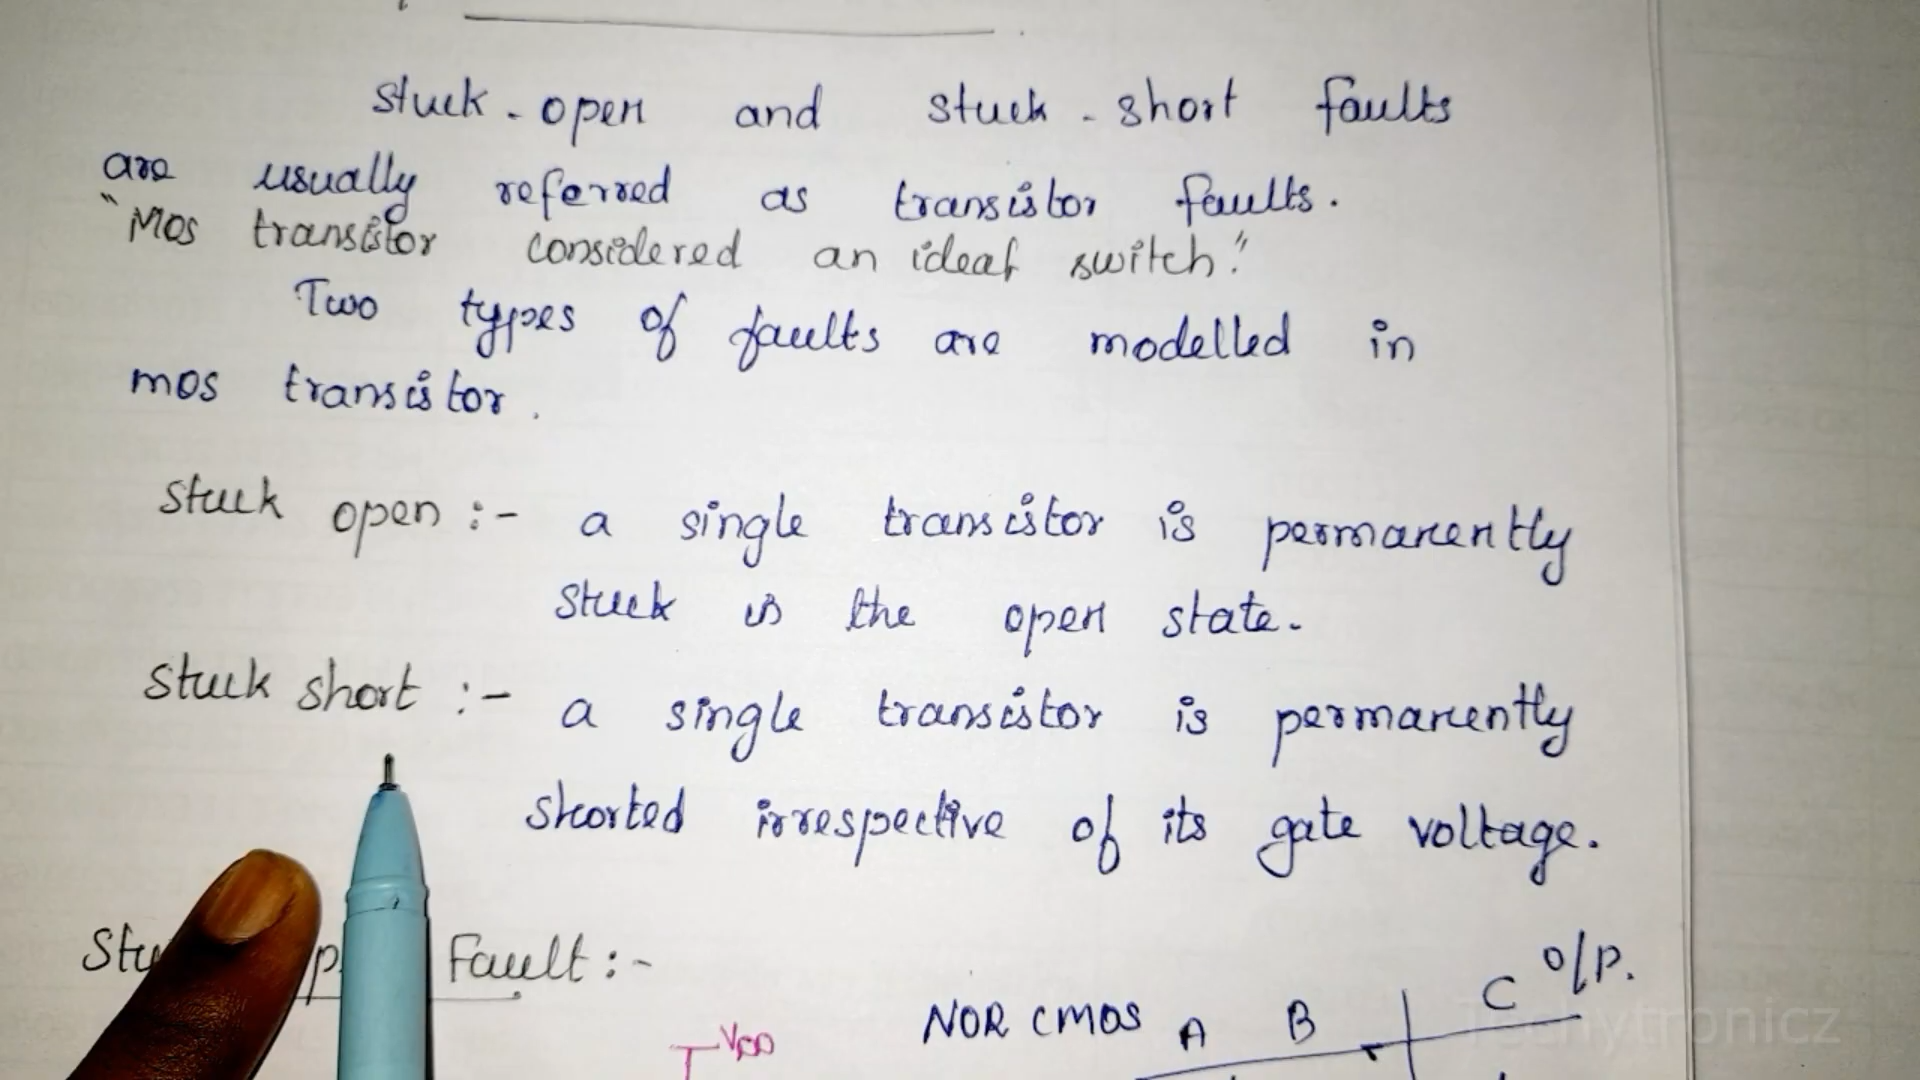 stuck-open and stuck-short faults
are usually referred as transistor faults.
"Mos transistor considered an ideal switch."
Two types of faults are modelled in
mos transistor.
stuck open :- a single transistor is permanently
stuck is the open state.
stuck short :- a single transistor is permanently
shorted irrespective of its gate voltage.
Fault :-
NOR CMOS A B C O/P.
VDD
Techytronicz